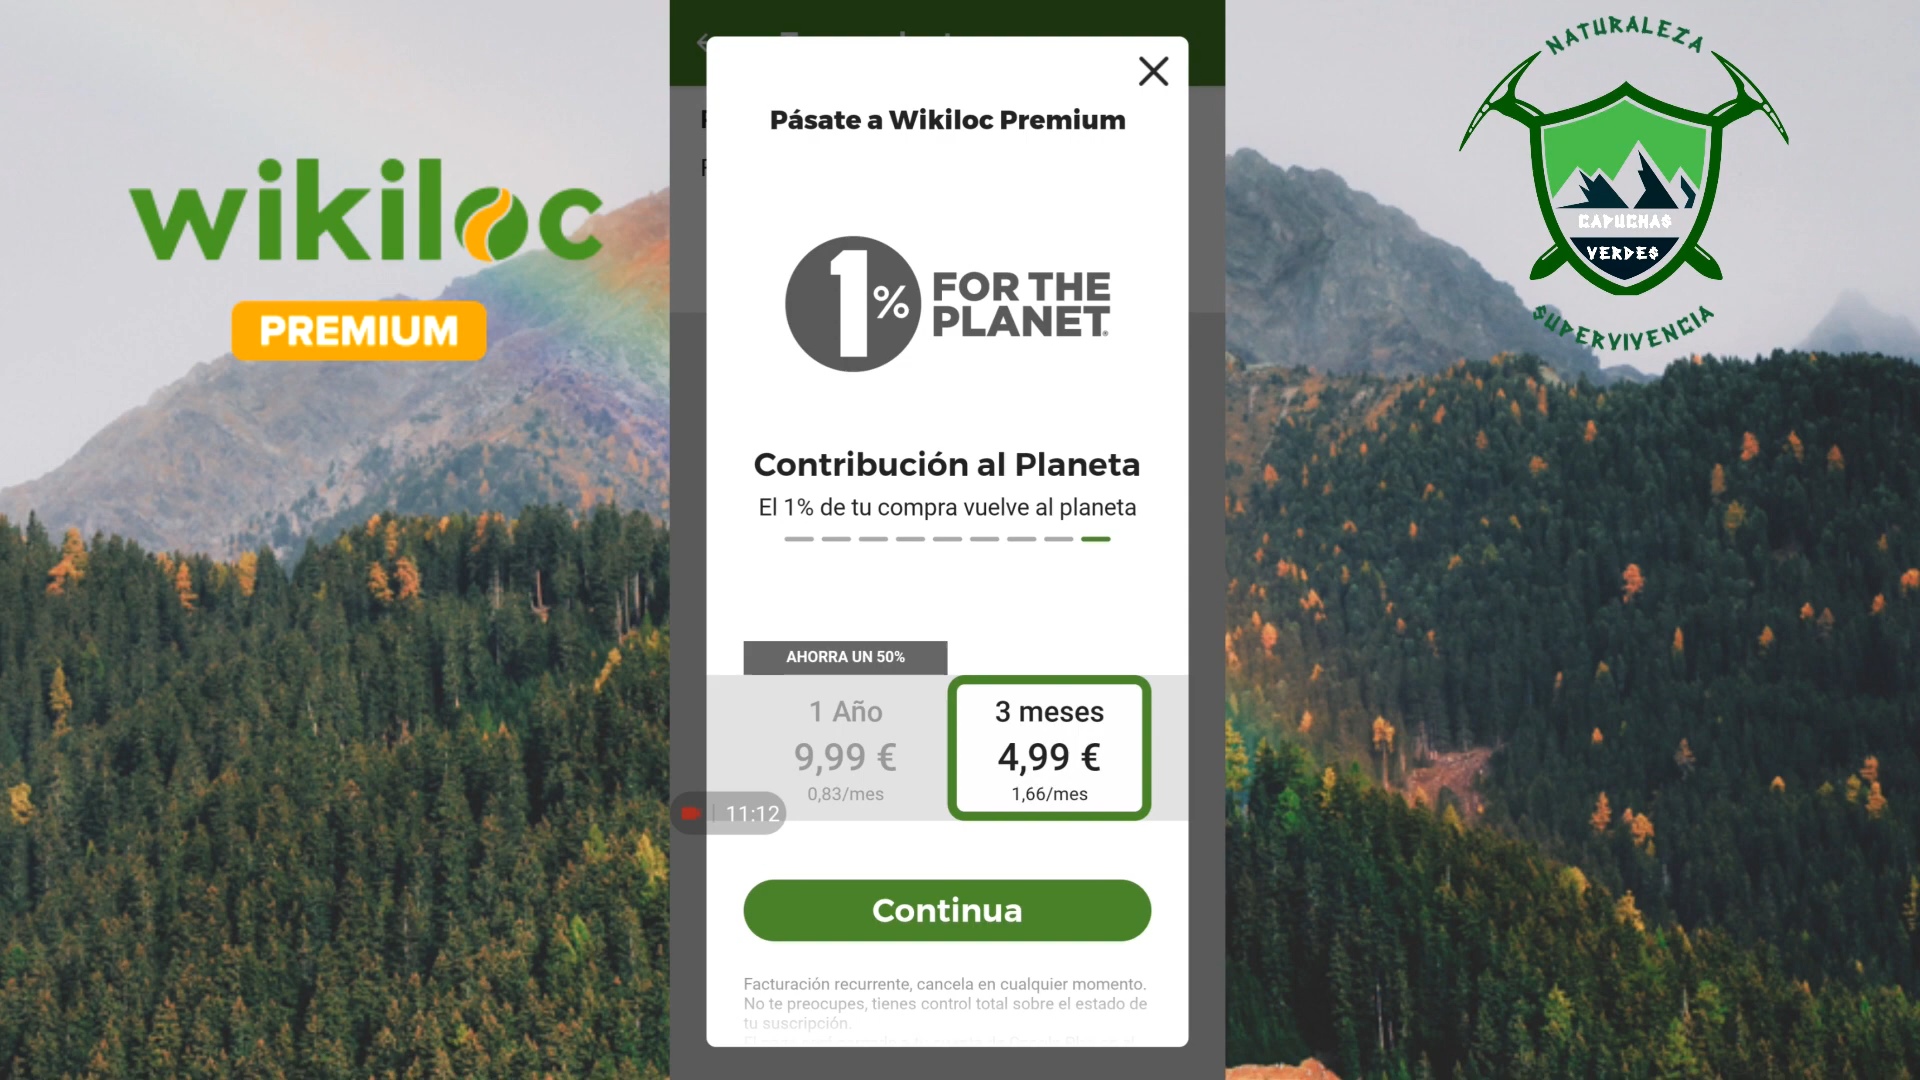 wikiloc
PREMIUM
Pásate a Wikiloc Premium
1% FOR THE
PLANET
Contribución al Planeta
El 1% de tu compra vuelve al planeta
AHORRA UN 50%
1 Año
9,99 €
0,83/mes
3 meses
4,99 €
1,66/mes
11:12
Continua
Facturación recurrente, cancela en cualquier momento.
No te preocupes, tienes control total sobre el estado de
tu suscripción.
NATURALEZA
CAPUCHAS
VERDES
SUPERVIVENCIA